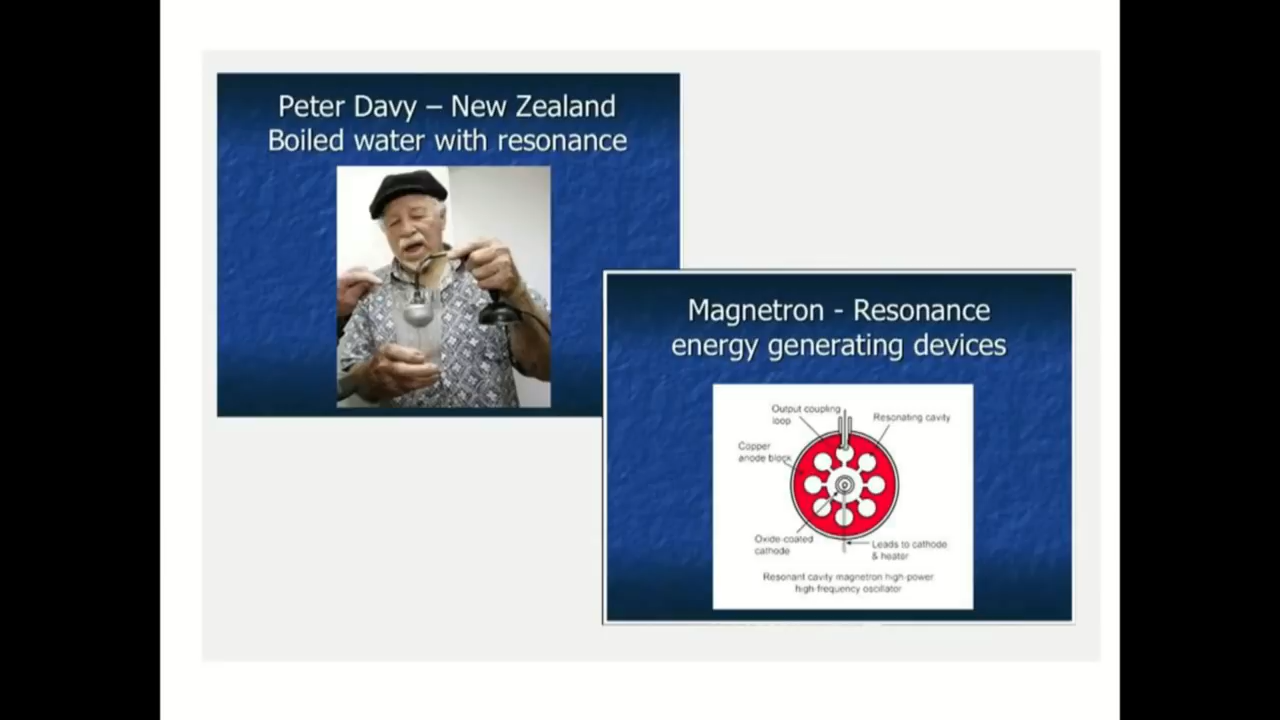 Peter Davy – New Zealand
Boiled water with resonance
Magnetron - Resonance
energy generating devices
Output coupling
loop
Resonating cavity
Copper
anode block
Oxide-coated
cathode
Leads to cathode
& heater
Resonant cavity magnetron high-power
high-frequency oscillator